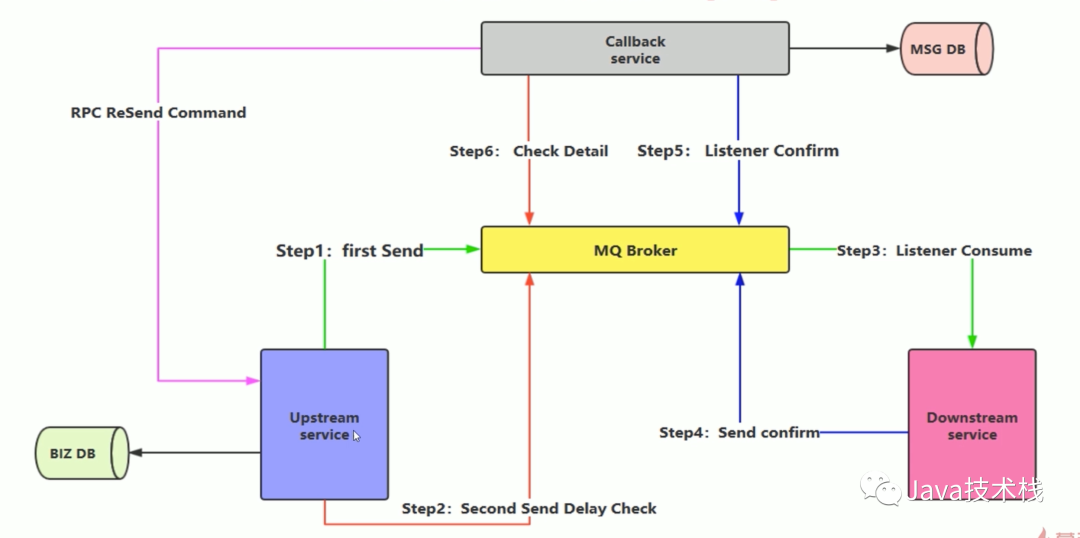 Callback
service
MSG DB
RPC ReSend Command
Step6： Check Detail
Step5： Listener Confirm
Step1：first Send
MQ Broker
Step3：Listener Consume
Upstream
service
Downstream
service
BIZ DB
Step4：Send confirm
Java技术栈
Step2：Second Send Delay Check